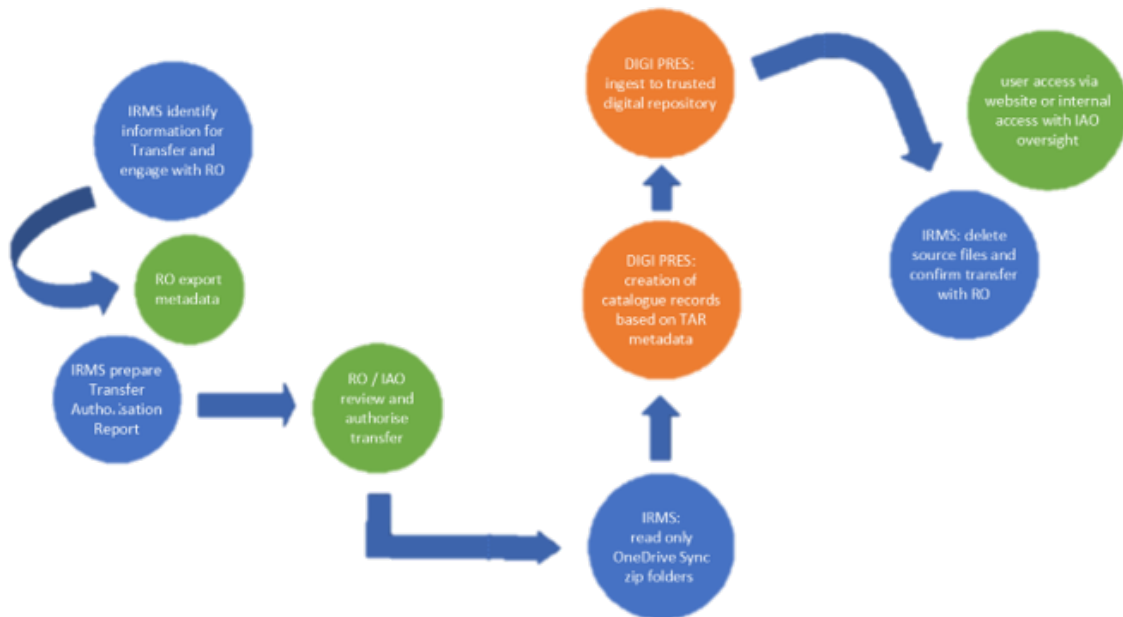 IRMS identify
information for
Transfer and
engage with RO
RO export
metadata
IRMS prepare
Transfer
Authorisation
Report
RO / IAO
review and
authorise
transfer
IRMS:
read only
OneDrive Sync
zip folders
DIGI PRES:
creation of
catalogue records
based on TAR
metadata
DIGI PRES:
ingest to trusted
digital repository
IRMS: delete
source files and
confirm transfer
with RO
user access via
website or internal
access with IAO
oversight